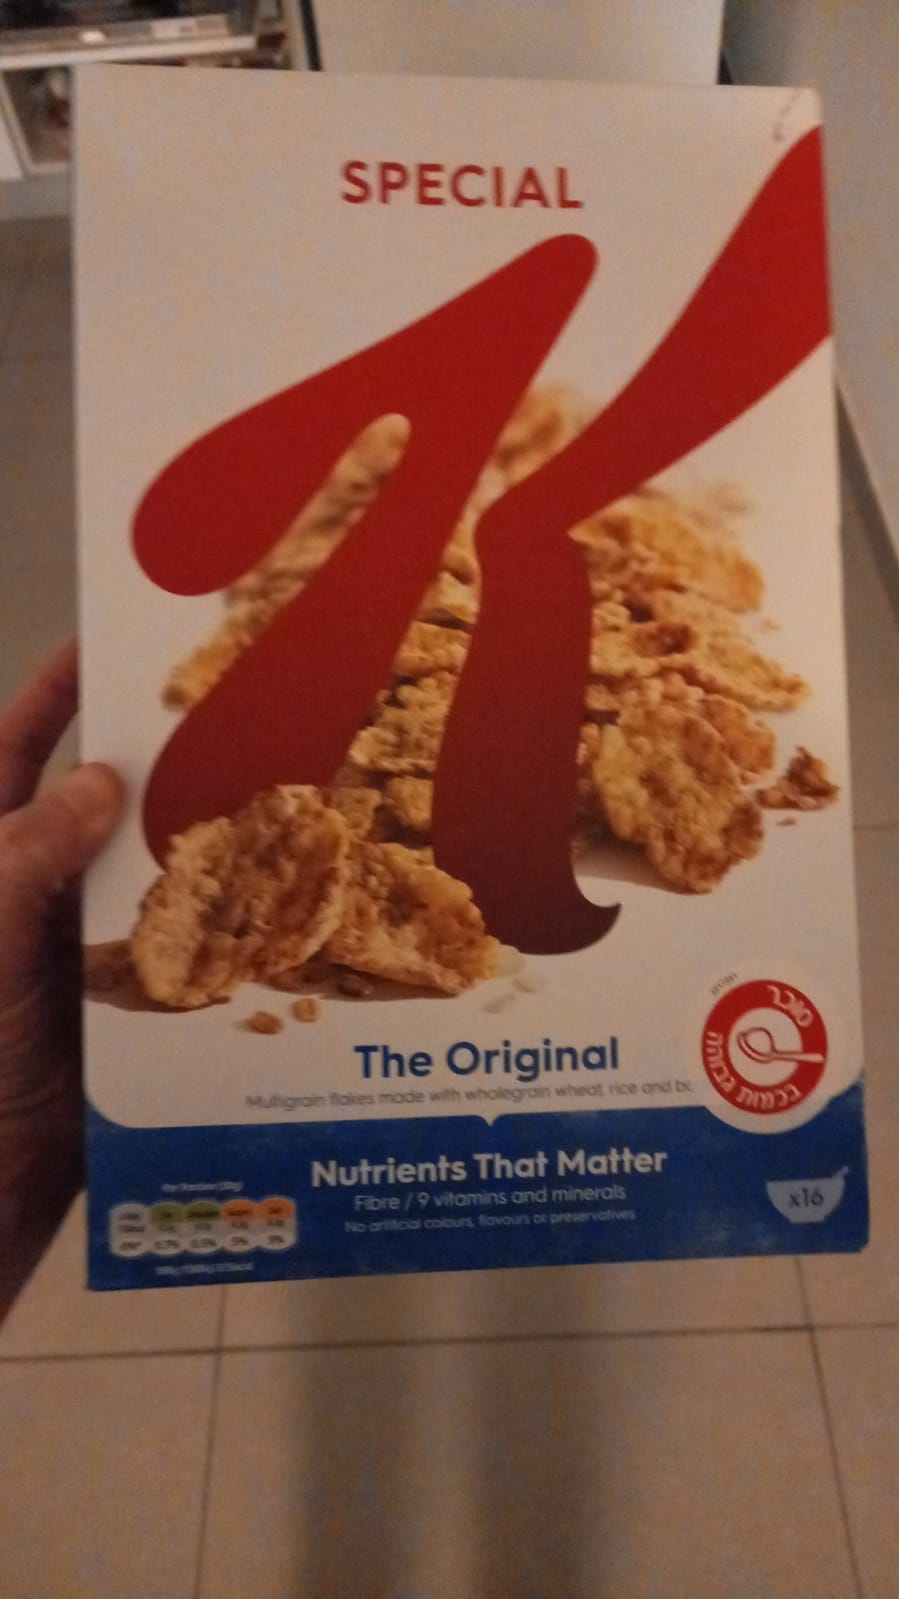 SPECIAL
K
The Original
Multigrain flakes made with wholegrain wheat, rice and
סוכר
בכמות גבוהה
Nutrients That Matter
Fibre / 9 vitamins and minerals
No artificial colours, flavours or preservatives
x16